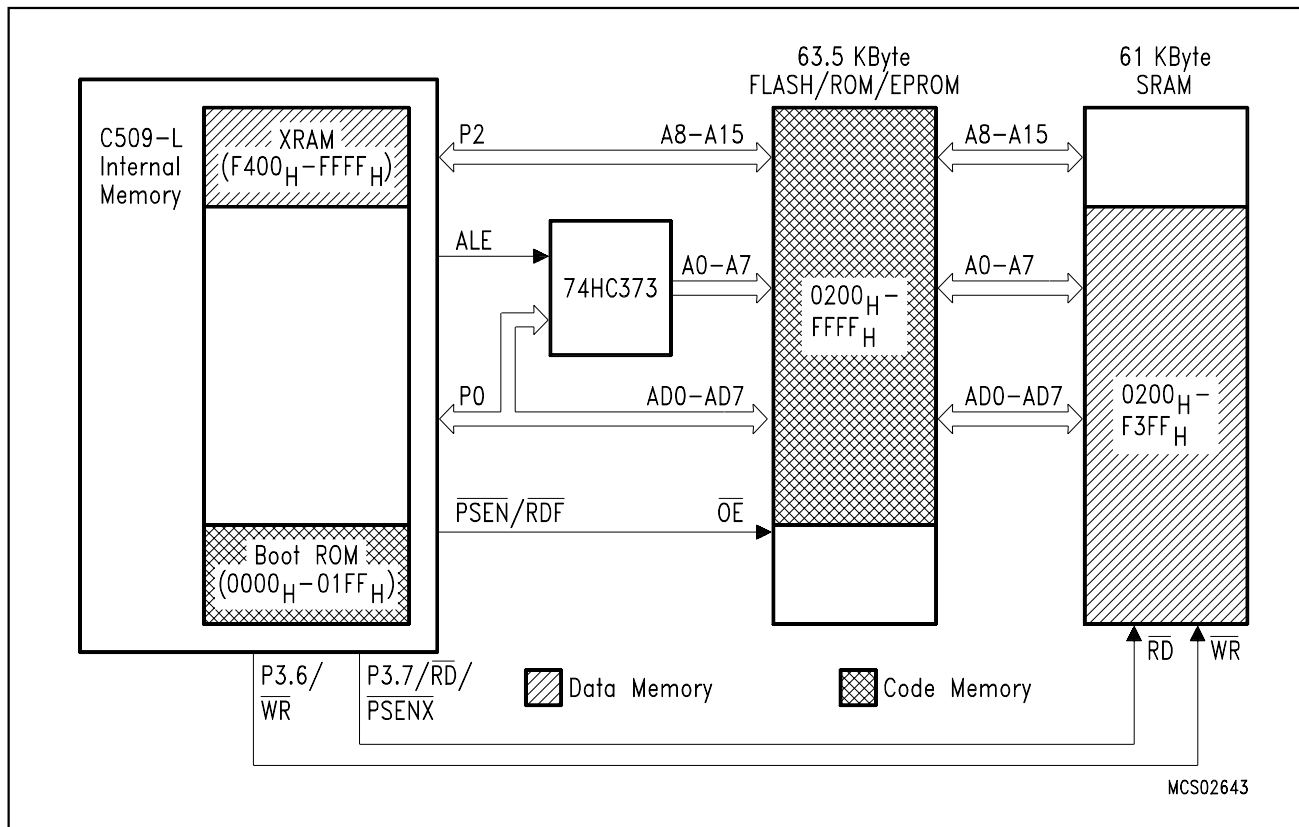 63.5 KByte
FLASH/ROM/EPROM
61 KByte
SRAM
C509-L
Internal
Memory
XRAM
(F400H-FFFFH)
P2
A8-A15
A8-A15
ALE
74HC373
A0-A7
A0-A7
0200H-
FFFFH
P0
AD0-AD7
AD0-AD7
0200H-
F3FFH
PSEN/RDF
OE
Boot ROM
(0000H-01FFH)
RD
WR
P3.6/
WR
P3.7/RD/
PSENX
Data Memory
Code Memory
MCS02643